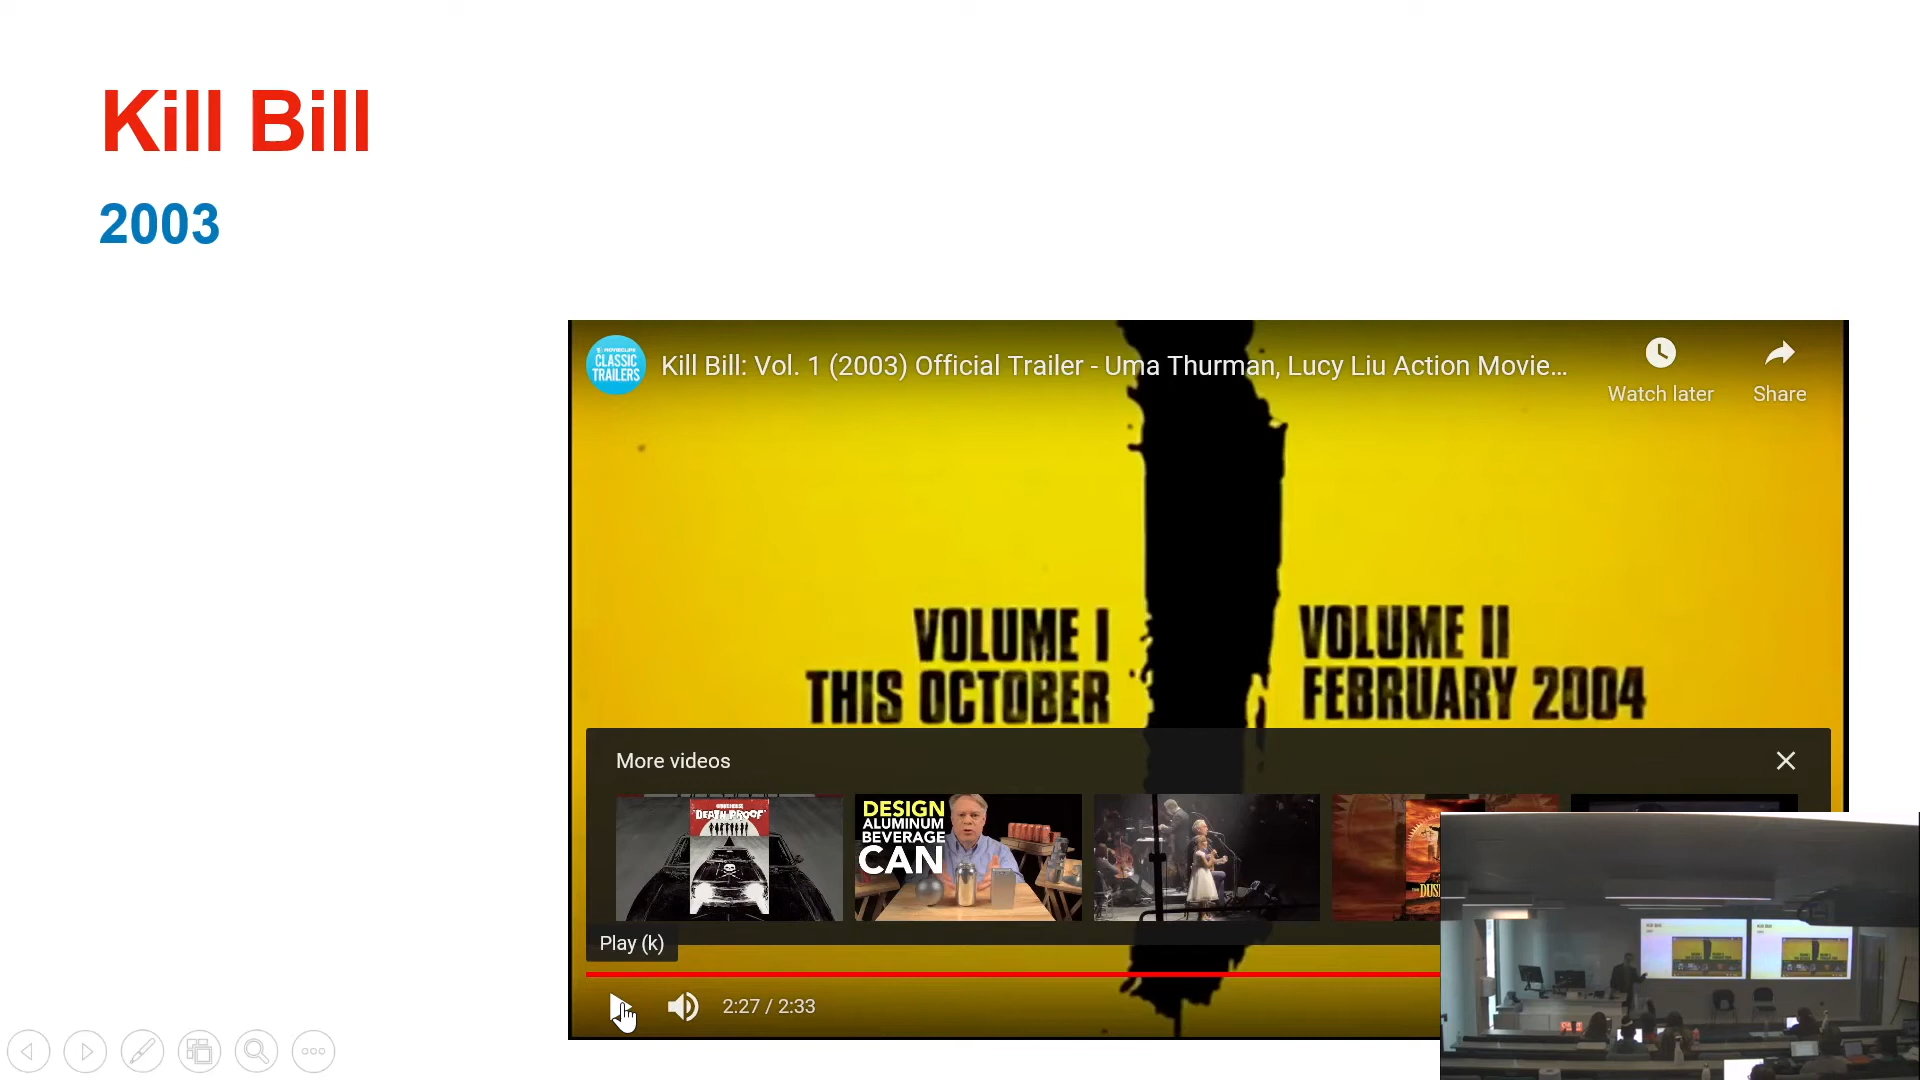 Kill Bill
2003
MOVIECLIPS
CLASSIC
TRAILERS
Kill Bill: Vol. 1 (2003) Official Trailer - Uma Thurman, Lucy Liu Action Movie...
Watch later
Share
VOLUME I
THIS OCTOBER
VOLUME II
FEBRUARY 2004
More videos
"DEATH PROOF"
DESIGN
ALUMINUM
BEVERAGE
CAN
DUS
Play (k)
2:27 / 2:33